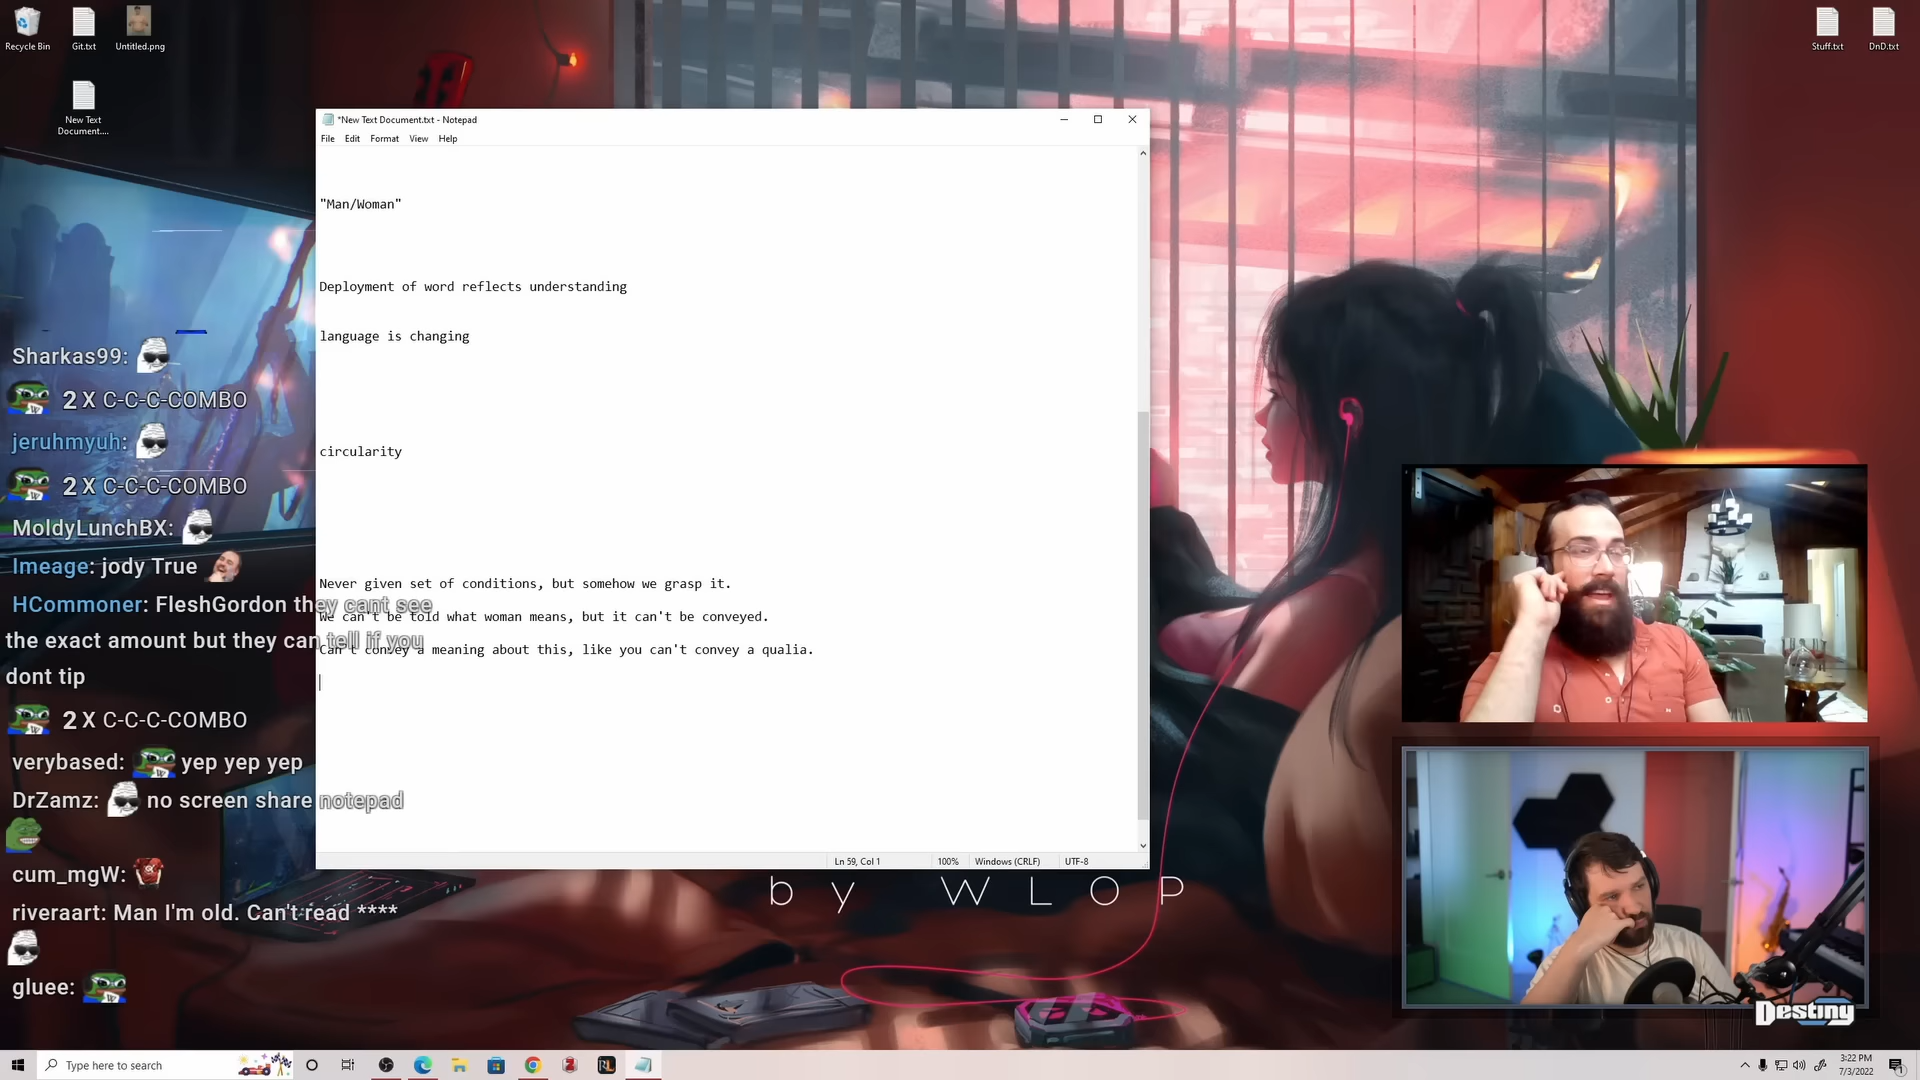 Recycle Bin
Git.txt
Untitled.png
New Text
Document....
Stuff.txt
DnD.txt
*New Text Document.txt - Notepad
File Edit Format View Help
"Man/Woman"
Deployment of word reflects understanding
language is changing
circularity
Never given set of conditions, but somehow we grasp it.
We can't be told what woman means, but it can't be conveyed.
Can't convey a meaning about this, like you can't convey a qualia.
Ln 59, Col 1
100%
Windows (CRLF)
UTF-8
Sharkas99:
2 X C-C-C-COMBO
jeruhmyuh:
2 X C-C-C-COMBO
MoldyLunchBX:
Imeage: jody True
HCommoner: FleshGordon they cant see
the exact amount but they can tell if you
dont tip
2 X C-C-C-COMBO
verybased: yep yep yep
DrZamz: no screen share notepad
cum_mgW:
riveraart: Man I'm old. Can't read ****
gluee:
by WLOP
Destiny
Type here to search
3:22 PM
7/3/2022